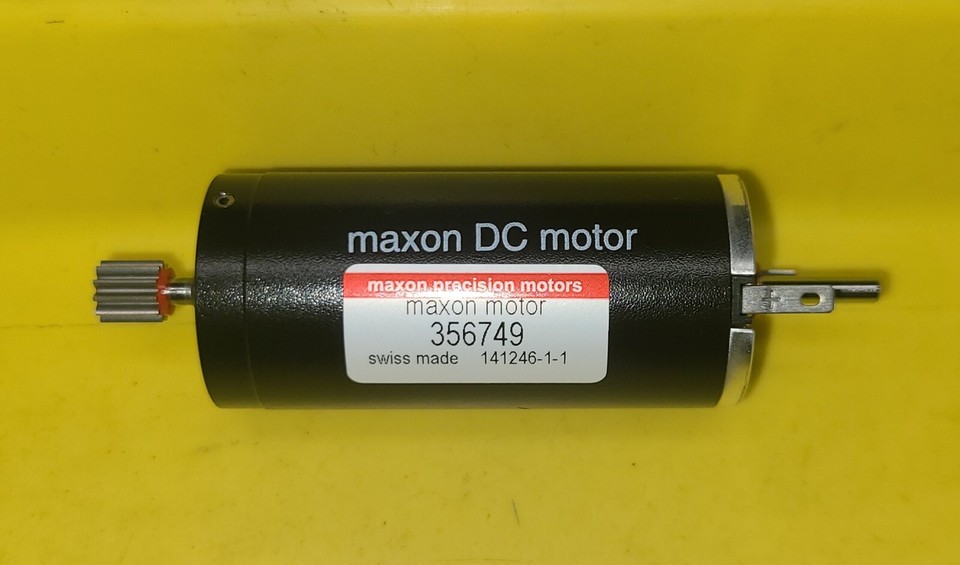 maxon DC motor
maxon precision motors
maxon motor
356749
swiss made 141246-1-1